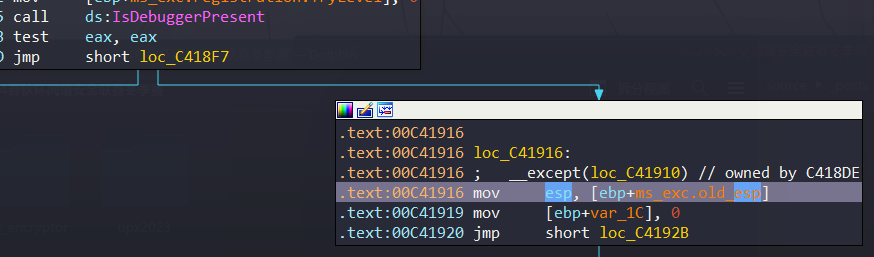 mov [ebp+ms_exc.registration.TryLevel], 0
5 call ds:IsDebuggerPresent
3 test eax, eax
D jmp short loc_C418F7
.text:00C41916
.text:00C41916 loc_C41916:
.text:00C41916 ; __except(loc_C41910) // owned by C418DE
.text:00C41916 mov esp, [ebp+ms_exc.old_esp]
.text:00C41919 mov [ebp+var_1C], 0
.text:00C41920 jmp short loc_C4192B